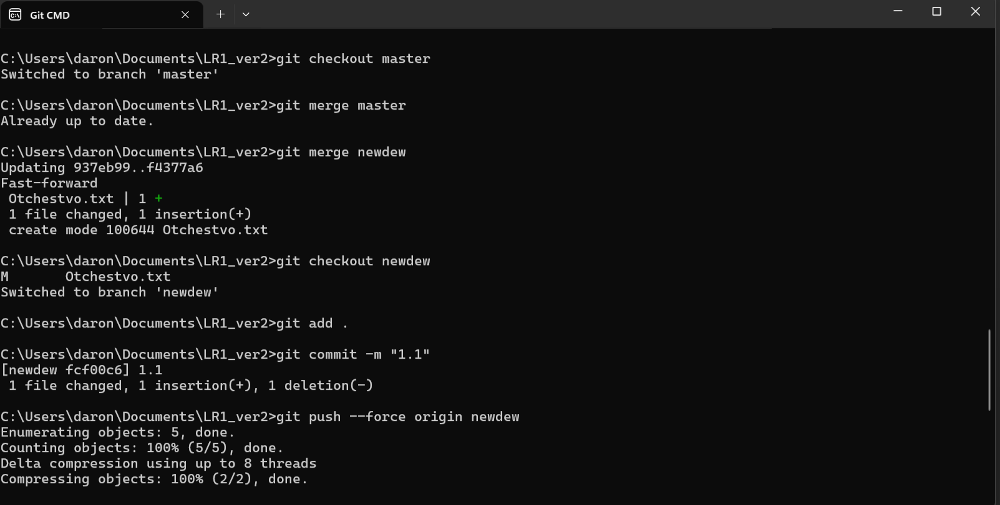 Git CMD
C:\Users\daron\Documents\LR1_ver2>git checkout master
Switched to branch 'master'
C:\Users\daron\Documents\LR1_ver2>git merge master
Already up to date.
C:\Users\daron\Documents\LR1_ver2>git merge newdew
Updating 937eb99..f4377a6
Fast-forward
 Otchestvo.txt | 1 +
 1 file changed, 1 insertion(+)
 create mode 100644 Otchestvo.txt
C:\Users\daron\Documents\LR1_ver2>git checkout newdew
M       Otchestvo.txt
Switched to branch 'newdew'
C:\Users\daron\Documents\LR1_ver2>git add .
C:\Users\daron\Documents\LR1_ver2>git commit -m "1.1"
[newdew fcf00c6] 1.1
 1 file changed, 1 insertion(+), 1 deletion(-)
C:\Users\daron\Documents\LR1_ver2>git push --force origin newdew
Enumerating objects: 5, done.
Counting objects: 100% (5/5), done.
Delta compression using up to 8 threads
Compressing objects: 100% (2/2), done.